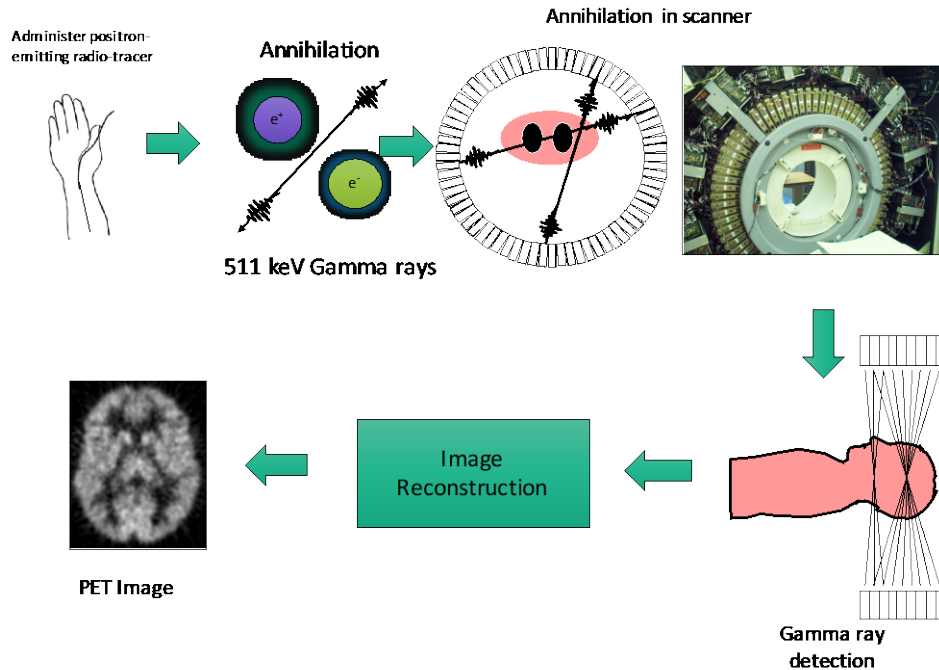 Administer positron-
emitting radio-tracer
Annihilation
e+
e-
511 keV Gamma rays
Annihilation in scanner
Gamma ray
detection
Image
Reconstruction
PET Image